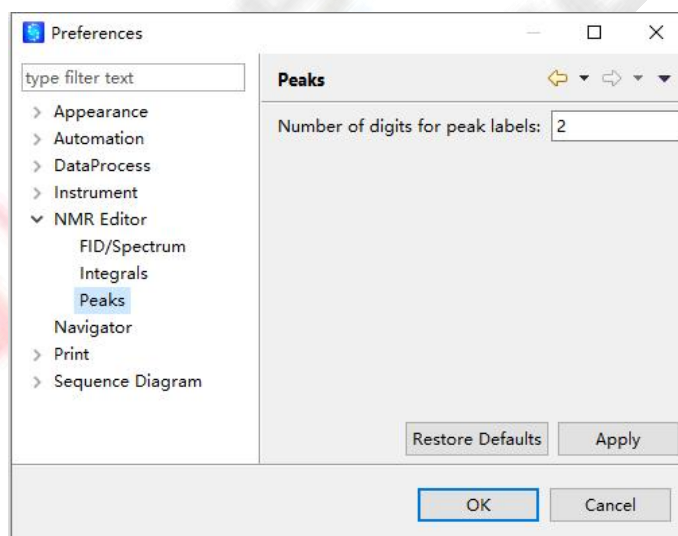 Preferences
type filter text
Peaks
Appearance
Number of digits for peak labels: 2
Automation
DataProcess
Instrument
NMR Editor
FID/Spectrum
Integrals
Peaks
Navigator
Print
Sequence Diagram
Restore Defaults Apply
OK Cancel